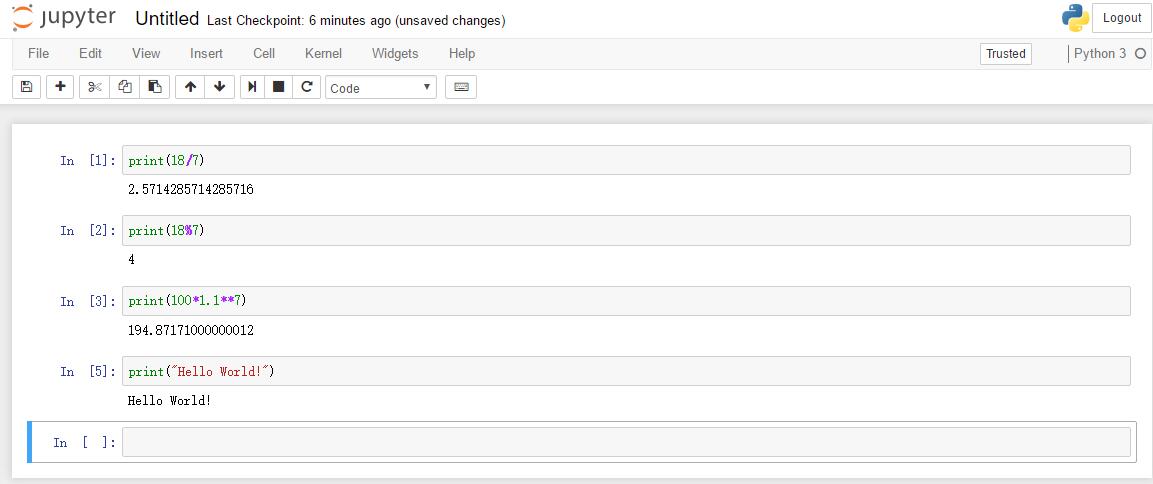 jupyter Untitled Last Checkpoint: 6 minutes ago (unsaved changes) Logout
File Edit View Insert Cell Kernel Widgets Help Trusted Python 3
Code
In [1]: print(18/7)
2.5714285714285716
In [2]: print(18%7)
4
In [3]: print(100*1.1**7)
194.87171000000012
In [5]: print("Hello World!")
Hello World!
In [ ]: